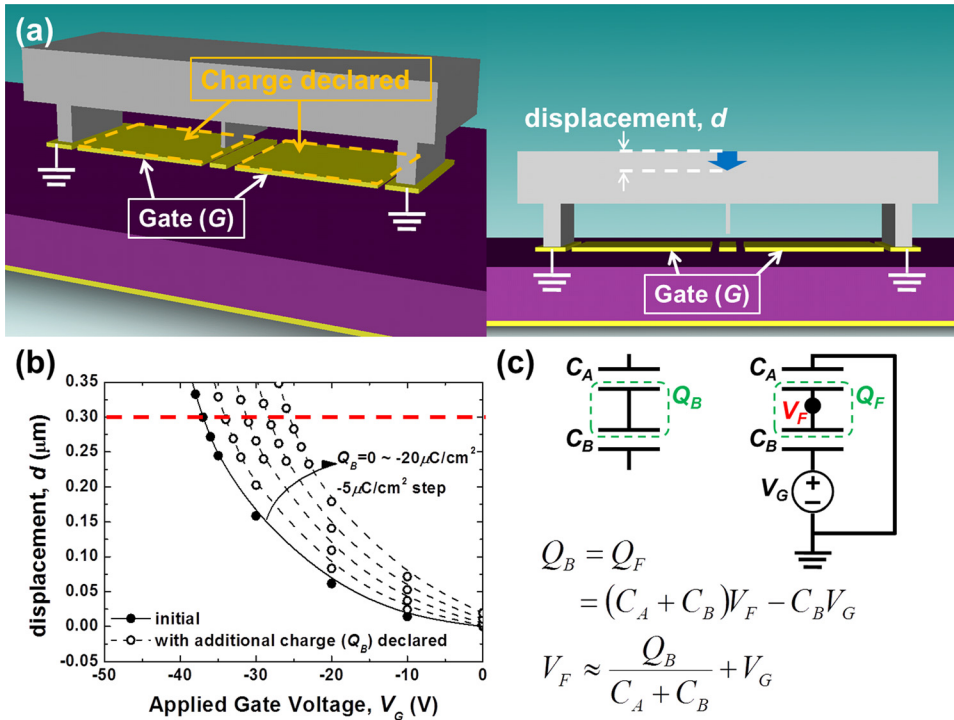 (a)
Charge declared
Gate (G)
displacement, d
Gate (G)
(b)
displacement, d (μm)
0.35
0.30
0.25
0.20
0.15
0.10
0.05
0.00
-0.05
Q_B=0 ~ -20μC/cm²
-5μC/cm² step
initial
with additional charge (Q_B) declared
-50 -40 -30 -20 -10 0
Applied Gate Voltage, V_G (V)
(c)
C_A
Q_B
C_B
C_A
Q_F
V_F
C_B
V_G
+
−
Q_B = Q_F
= (C_A + C_B)V_F − C_B V_G
V_F ≈ Q_B / (C_A + C_B) + V_G